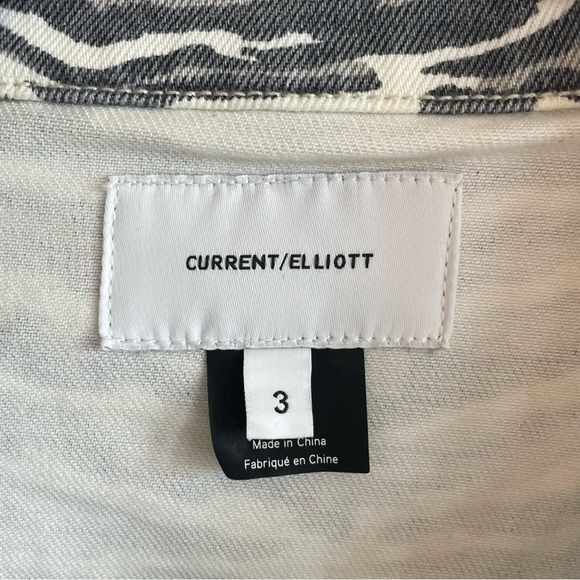 CURRENT/ELLIOTT
3
Made in China
Fabriqué en Chine